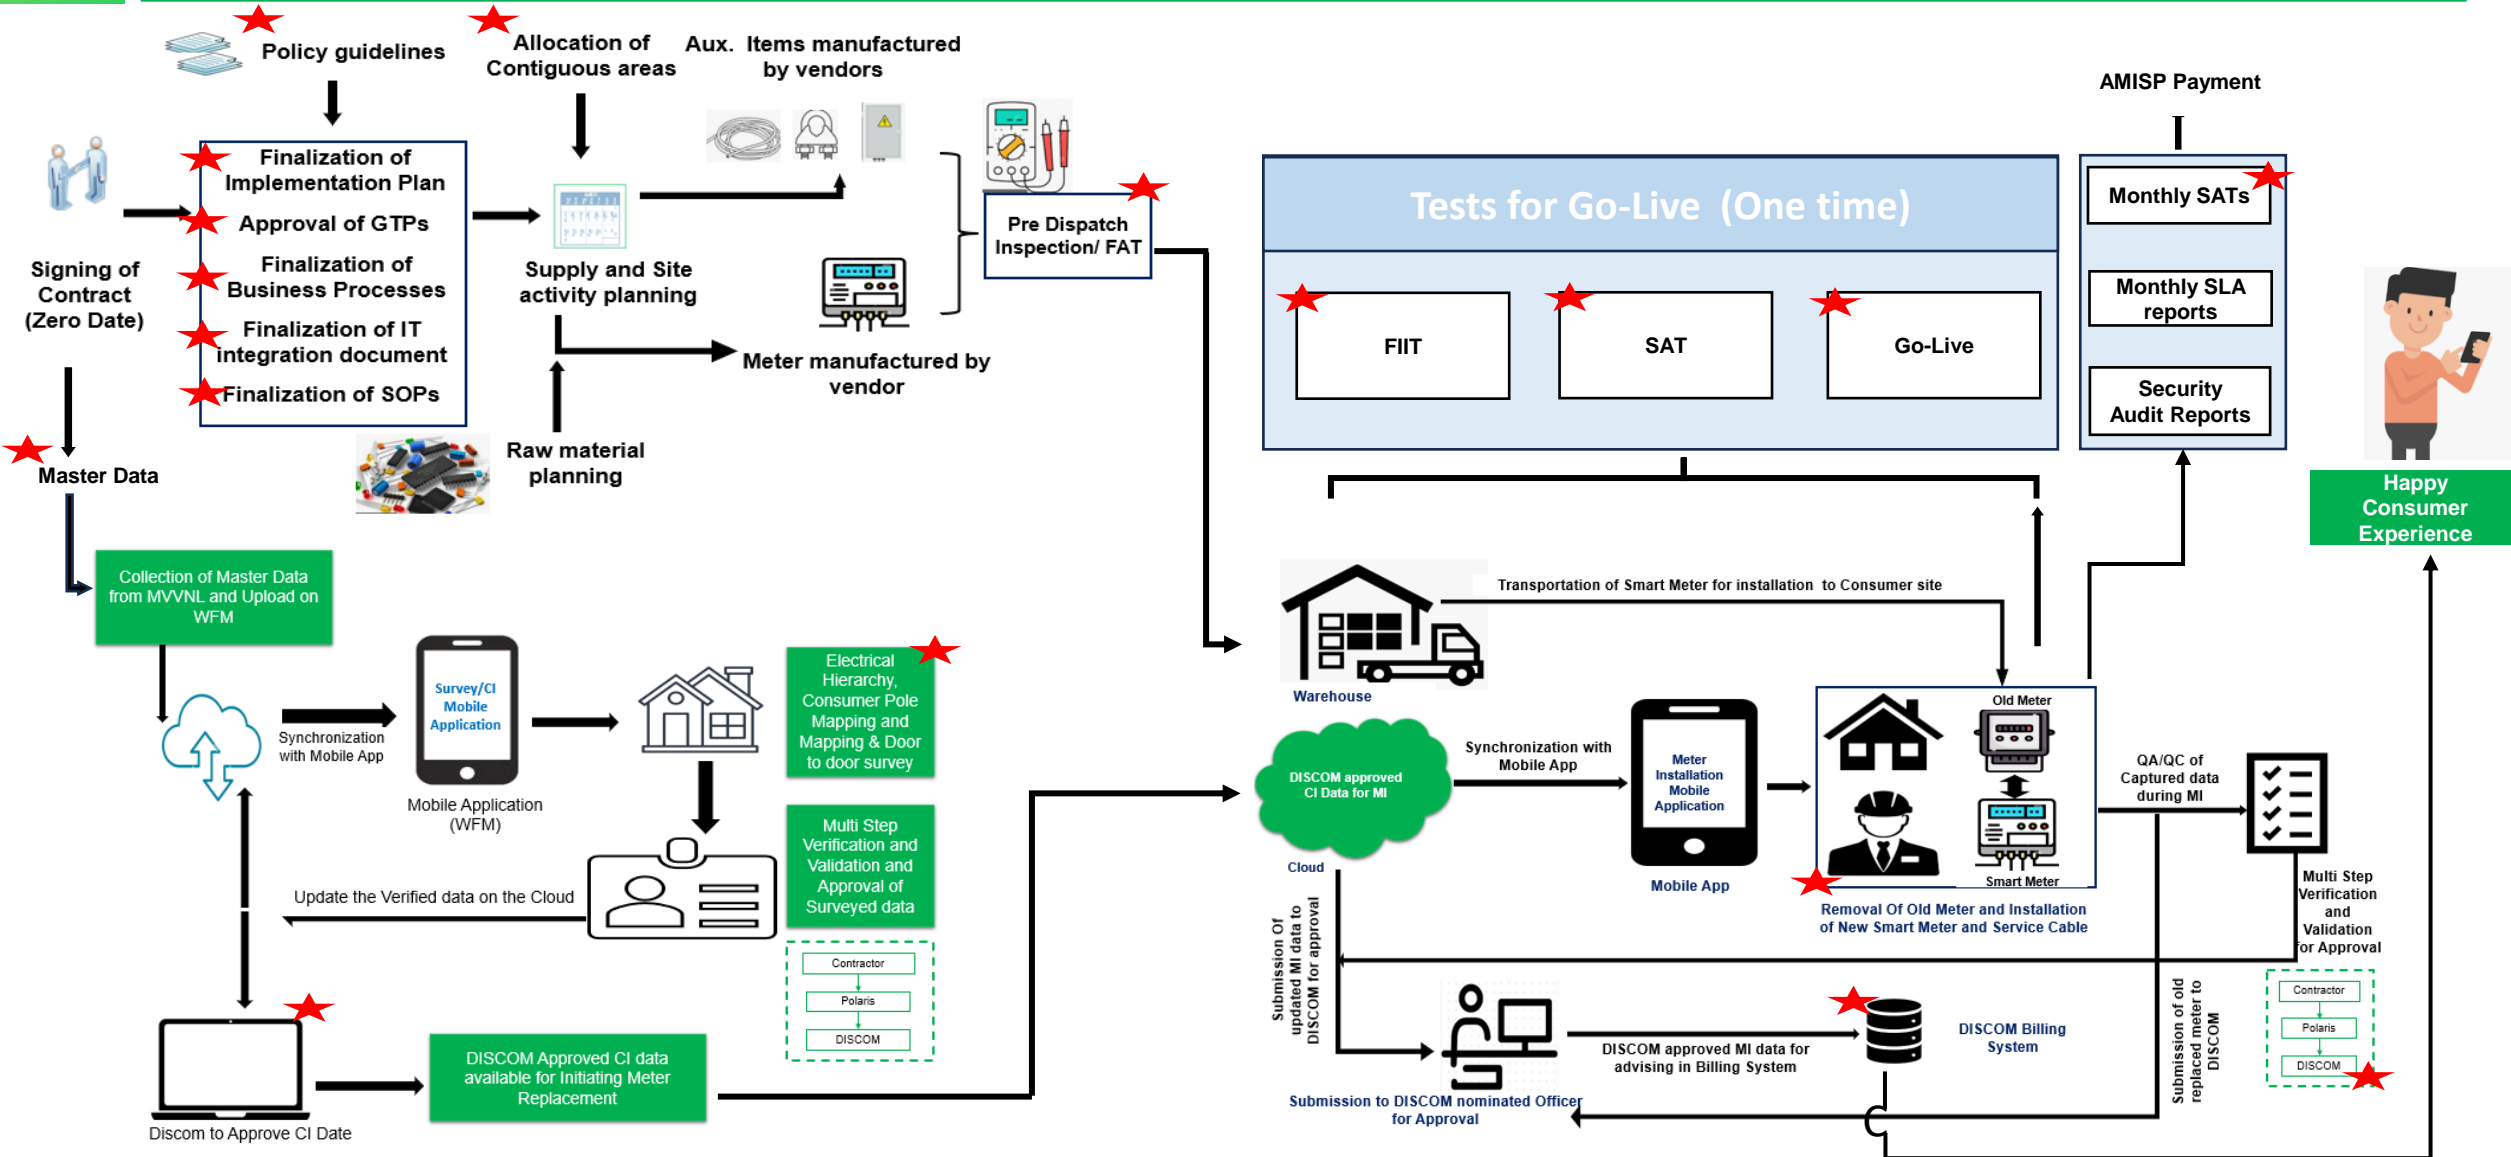 Policy guidelines
Allocation of
Contiguous areas
Aux. Items manufactured
by vendors
AMISP Payment
Signing of
Contract
(Zero Date)
Finalization of
Implementation Plan
Approval of GTPs
Finalization of
Business Processes
Finalization of IT
integration document
Finalization of SOPs
Supply and Site
activity planning
Raw material
planning
Meter manufactured by
vendor
Pre Dispatch
Inspection/ FAT
Tests for Go-Live (One time)
FIIT
SAT
Go-Live
Monthly SATs
Monthly SLA
reports
Security
Audit Reports
Happy
Consumer
Experience
Master Data
Collection of Master Data
from MVVNL and Upload on
WFM
Synchronization
with Mobile App
Survey/CI
Mobile
Application
Mobile Application
(WFM)
Electrical
Hierarchy,
Consumer Pole
Mapping and
Mapping & Door
to door survey
Multi Step
Verification and
Validation and
Approval of
Surveyed data
Update the Verified data on the Cloud
Contractor
Polaris
DISCOM
Discom to Approve CI Date
DISCOM Approved CI data
available for Initiating Meter
Replacement
Transportation of Smart Meter for installation to Consumer site
Warehouse
DISCOM approved
CI Data for MI
Cloud
Synchronization with
Mobile App
Meter
Installation
Mobile
Application
Mobile App
Old Meter
Smart Meter
Removal Of Old Meter and Installation
of New Smart Meter and Service Cable
QA/QC of
Captured data
during MI
Multi Step
Verification
and
Validation
for Approval
Submission Of
updated MI data to
DISCOM for approval
Submission to DISCOM nominated Officer
for Approval
DISCOM approved MI data for
advising in Billing System
DISCOM Billing
System
Submission of old
replaced meter to
DISCOM
Contractor
Polaris
DISCOM